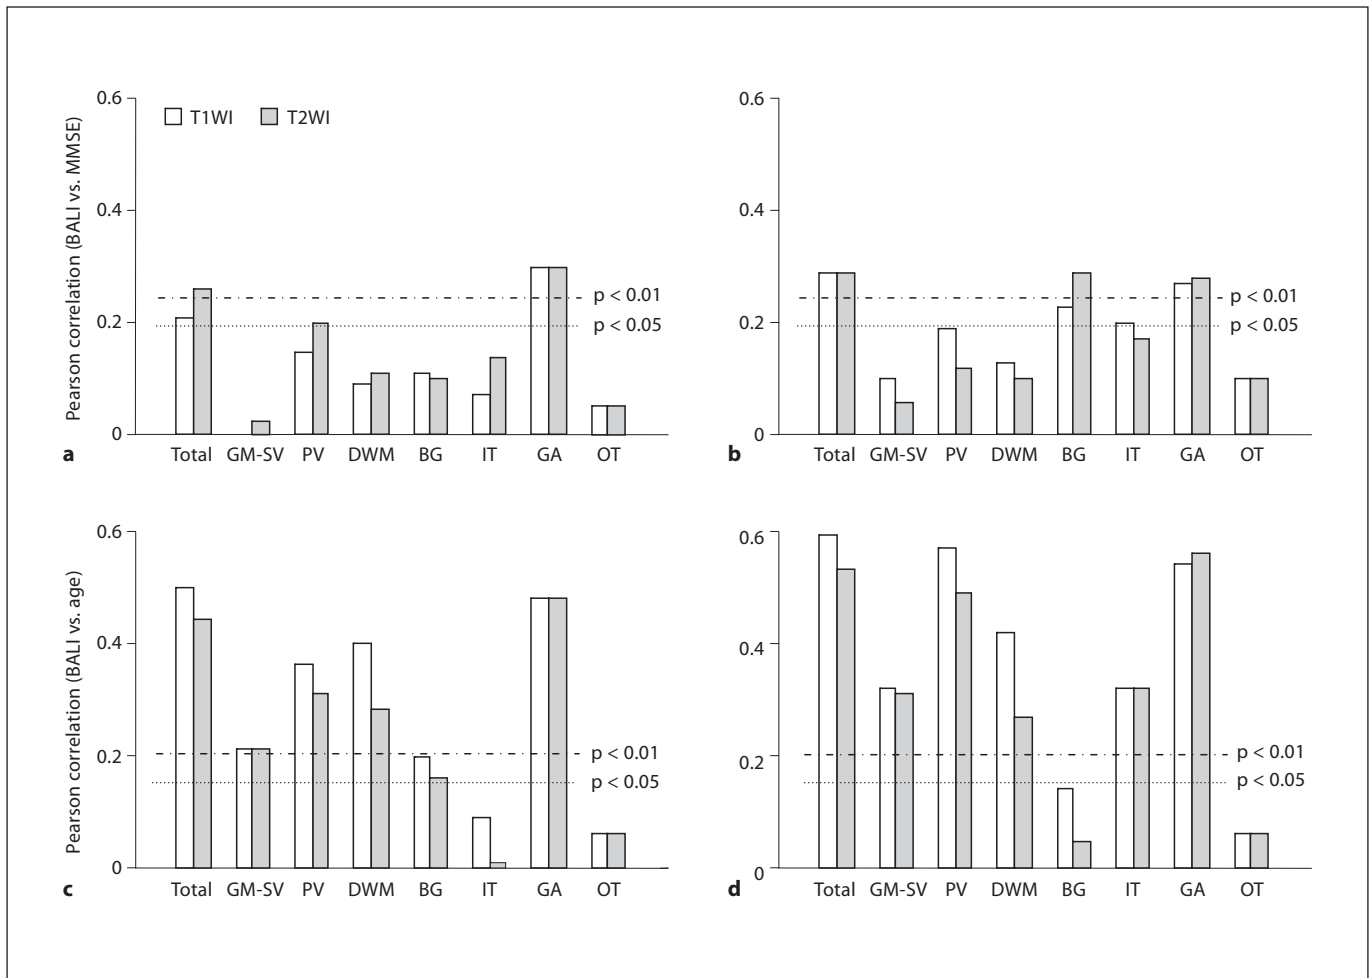 0.6
T1WI T2WI
0.4
0.2
0
Pearson correlation (BALI vs. MMSE)
p < 0.01
p < 0.05
a
Total GM-SV PV DWM BG IT GA OT
0.6
0.4
0.2
0
p < 0.01
p < 0.05
b
Total GM-SV PV DWM BG IT GA OT
0.6
0.4
0.2
0
Pearson correlation (BALI vs. age)
p < 0.01
p < 0.05
c
Total GM-SV PV DWM BG IT GA OT
0.6
0.4
0.2
0
p < 0.01
p < 0.05
d
Total GM-SV PV DWM BG IT GA OT